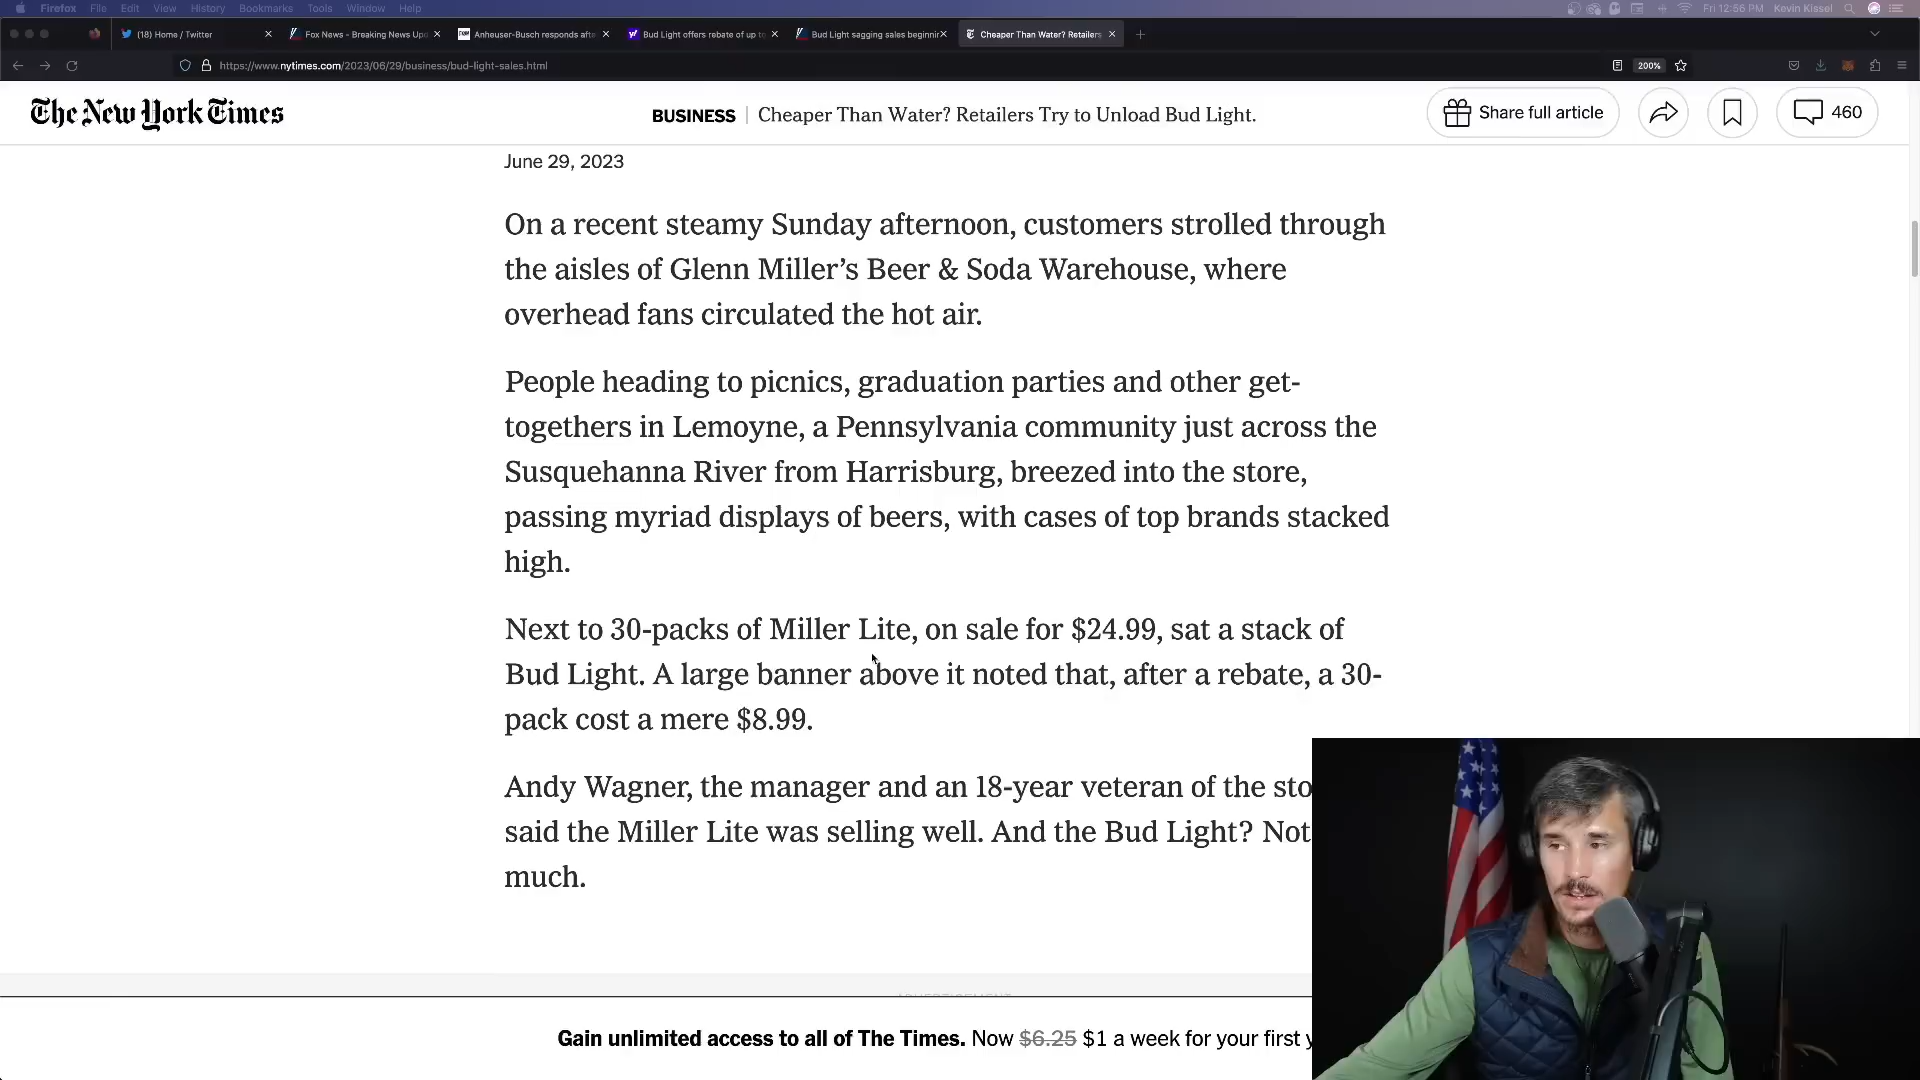 Firefox File Edit View History Bookmarks Tools Window Help Fri 12:56 PM Kevin Kissel
(18) Home / Twitter Fox News - Breaking News Upd Anheuser-Busch responds afte Bud Light offers rebate of up to Bud Light sagging sales beginnin Cheaper Than Water? Retailers
https://www.nytimes.com/2023/06/29/business/bud-light-sales.html 200%
The New York Times BUSINESS | Cheaper Than Water? Retailers Try to Unload Bud Light. Share full article 460
June 29, 2023
On a recent steamy Sunday afternoon, customers strolled through
the aisles of Glenn Miller’s Beer & Soda Warehouse, where
overhead fans circulated the hot air.
People heading to picnics, graduation parties and other get-
togethers in Lemoyne, a Pennsylvania community just across the
Susquehanna River from Harrisburg, breezed into the store,
passing myriad displays of beers, with cases of top brands stacked
high.
Next to 30-packs of Miller Lite, on sale for $24.99, sat a stack of
Bud Light. A large banner above it noted that, after a rebate, a 30-
pack cost a mere $8.99.
Andy Wagner, the manager and an 18-year veteran of the sto
said the Miller Lite was selling well. And the Bud Light? Not
much.
ADVERTISEMENT
Gain unlimited access to all of The Times. Now $6.25 $1 a week for your first y